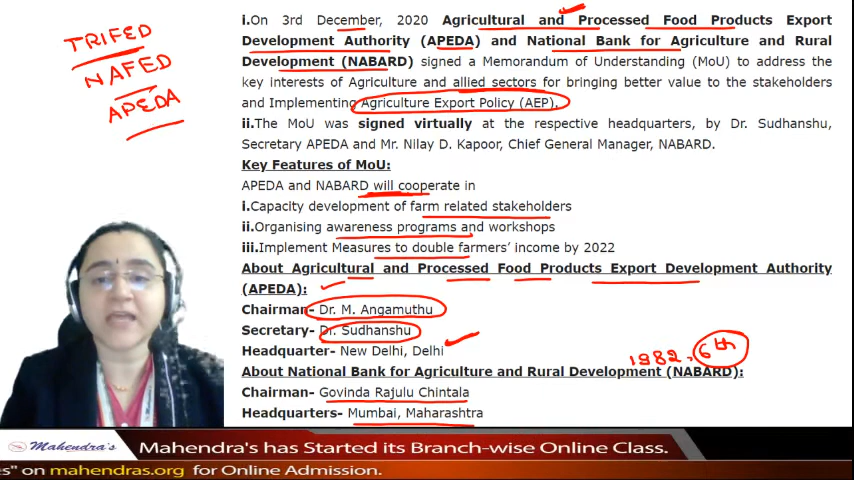 i.On 3rd December, 2020 Agricultural and Processed Food Products Export
Development Authority (APEDA) and National Bank for Agriculture and Rural
Development (NABARD) signed a Memorandum of Understanding (MoU) to address the
key interests of Agriculture and allied sectors for bringing better value to the stakeholders
and Implementing Agriculture Export Policy (AEP).
ii.The MoU was signed virtually at the respective headquarters, by Dr. Sudhanshu,
Secretary APEDA and Mr. Nilay D. Kapoor, Chief General Manager, NABARD.
Key Features of MoU:
APEDA and NABARD will cooperate in
i.Capacity development of farm related stakeholders
ii.Organising awareness programs and workshops
iii.Implement Measures to double farmers' income by 2022
About Agricultural and Processed Food Products Export Development Authority
(APEDA):
Chairman- Dr. M. Angamuthu
Secretary- Dr. Sudhanshu
Headquarter- New Delhi, Delhi
About National Bank for Agriculture and Rural Development (NABARD):
Chairman- Govinda Rajulu Chintala
Headquarters- Mumbai, Maharashtra
TRIFED
NAFED
APEDA
1982, 6th
Mahendra's
Mahendra's has Started its Branch-wise Online Class.
es" on mahendras.org for Online Admission.